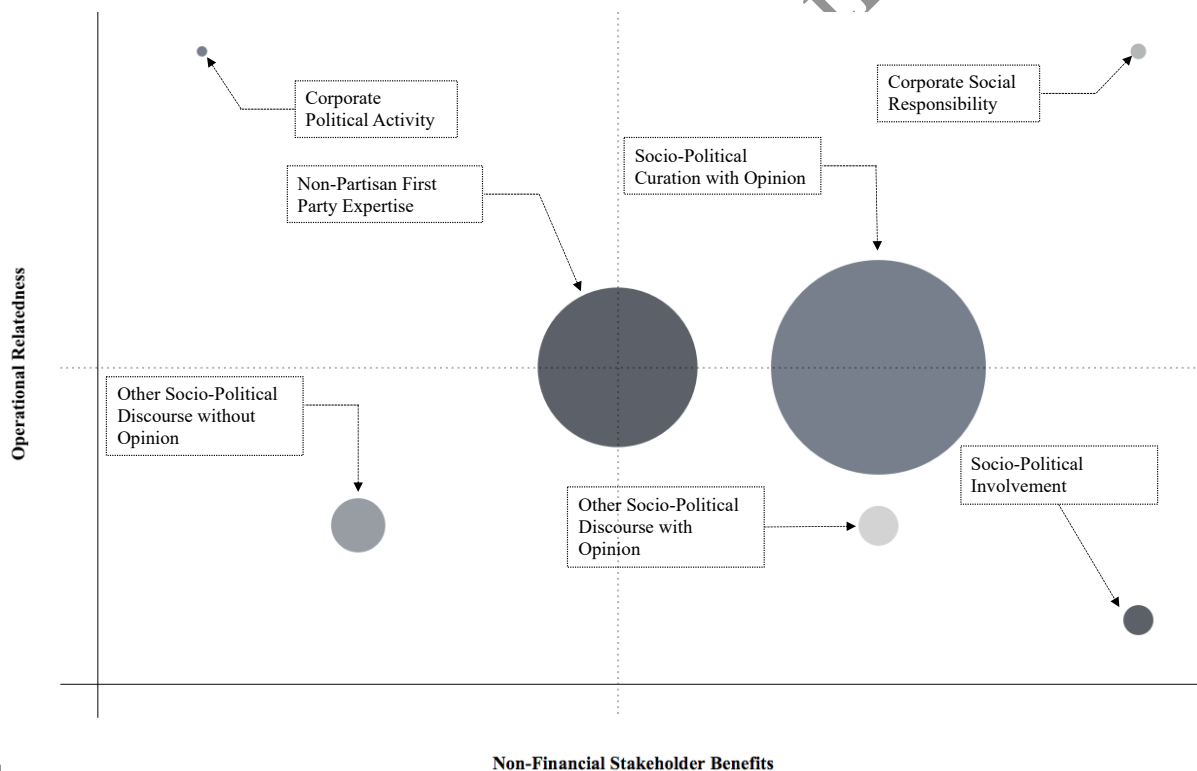 Corporate
Political Activity
Corporate Social
Responsibility
Socio-Political
Curation with Opinion
Non-Partisan First
Party Expertise
Operational Relatedness
Other Socio-Political
Discourse without
Opinion
Socio-Political
Involvement
Other Socio-Political
Discourse with
Opinion
Non-Financial Stakeholder Benefits